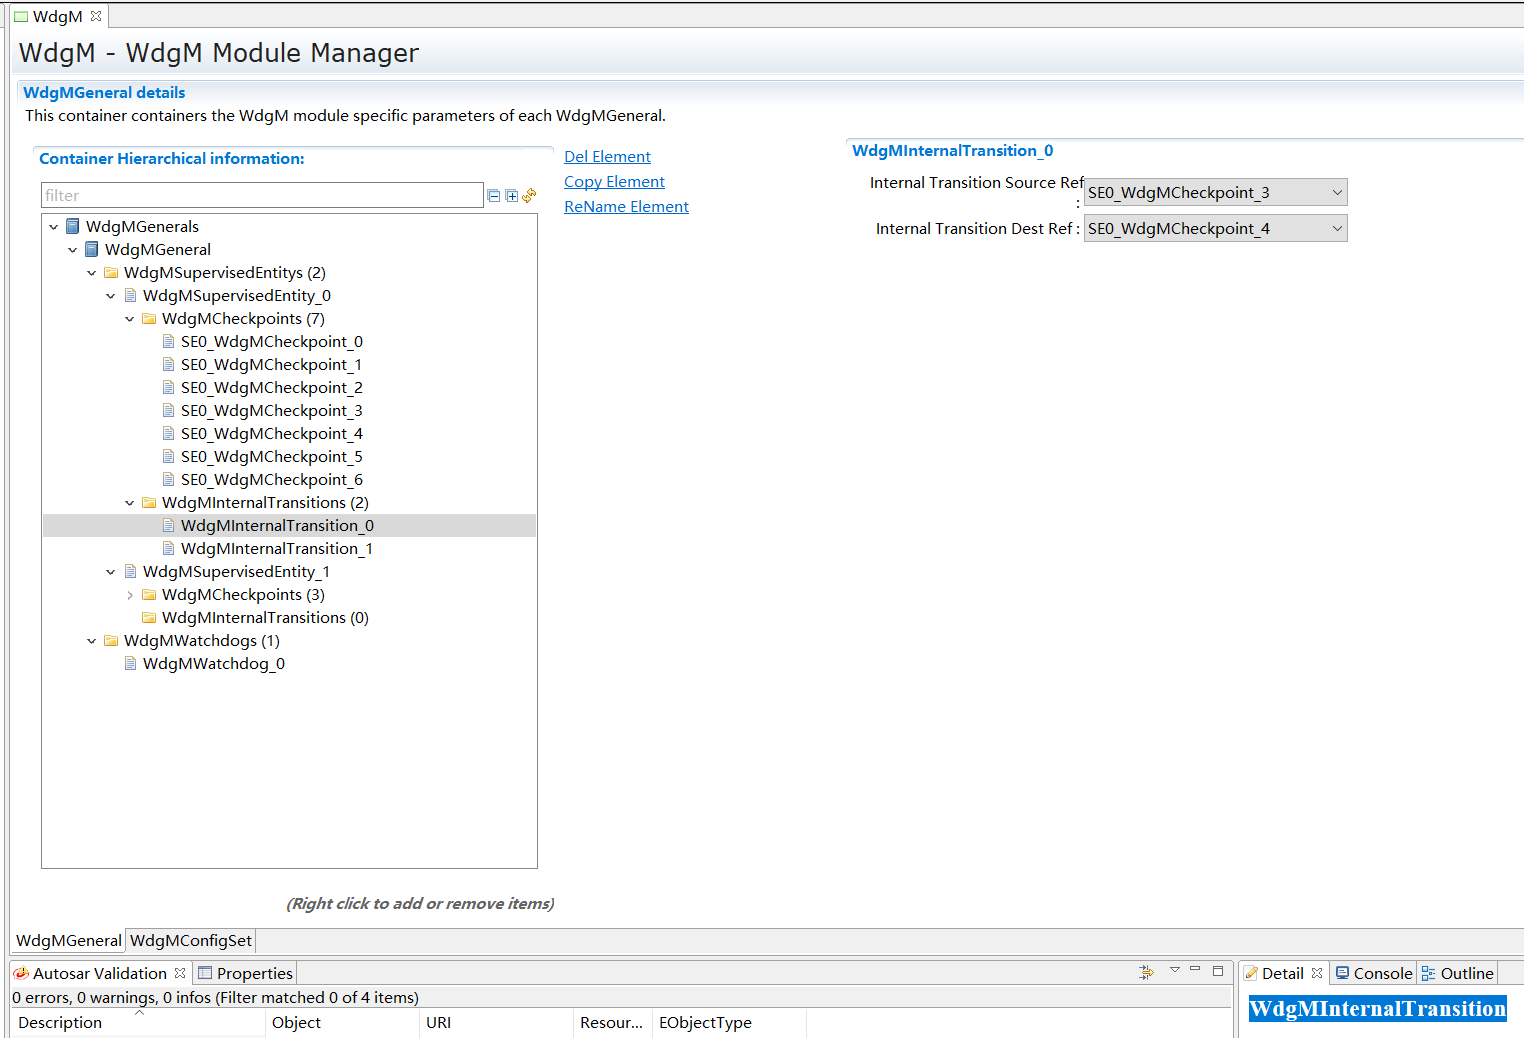 WdgM
WdgM - WdgM Module Manager
WdgMGeneral details
This container containers the WdgM module specific parameters of each WdgMGeneral.
Container Hierarchical information:
filter
WdgMGenerals
WdgMGeneral
WdgMSupervisedEntitys (2)
WdgMSupervisedEntity_0
WdgMCheckpoints (7)
SE0_WdgMCheckpoint_0
SE0_WdgMCheckpoint_1
SE0_WdgMCheckpoint_2
SE0_WdgMCheckpoint_3
SE0_WdgMCheckpoint_4
SE0_WdgMCheckpoint_5
SE0_WdgMCheckpoint_6
WdgMInternalTransitions (2)
WdgMInternalTransition_0
WdgMInternalTransition_1
WdgMSupervisedEntity_1
WdgMCheckpoints (3)
WdgMInternalTransitions (0)
WdgMWatchdogs (1)
WdgMWatchdog_0
(Right click to add or remove items)
Del Element
Copy Element
ReName Element
WdgMInternalTransition_0
Internal Transition Source Ref
:
SE0_WdgMCheckpoint_3
Internal Transition Dest Ref : SE0_WdgMCheckpoint_4
WdgMGeneral WdgMConfigSet
Autosar Validation Properties
0 errors, 0 warnings, 0 infos (Filter matched 0 of 4 items)
Description Object URI Resour... EObjectType
Detail Console Outline
WdgMInternalTransition